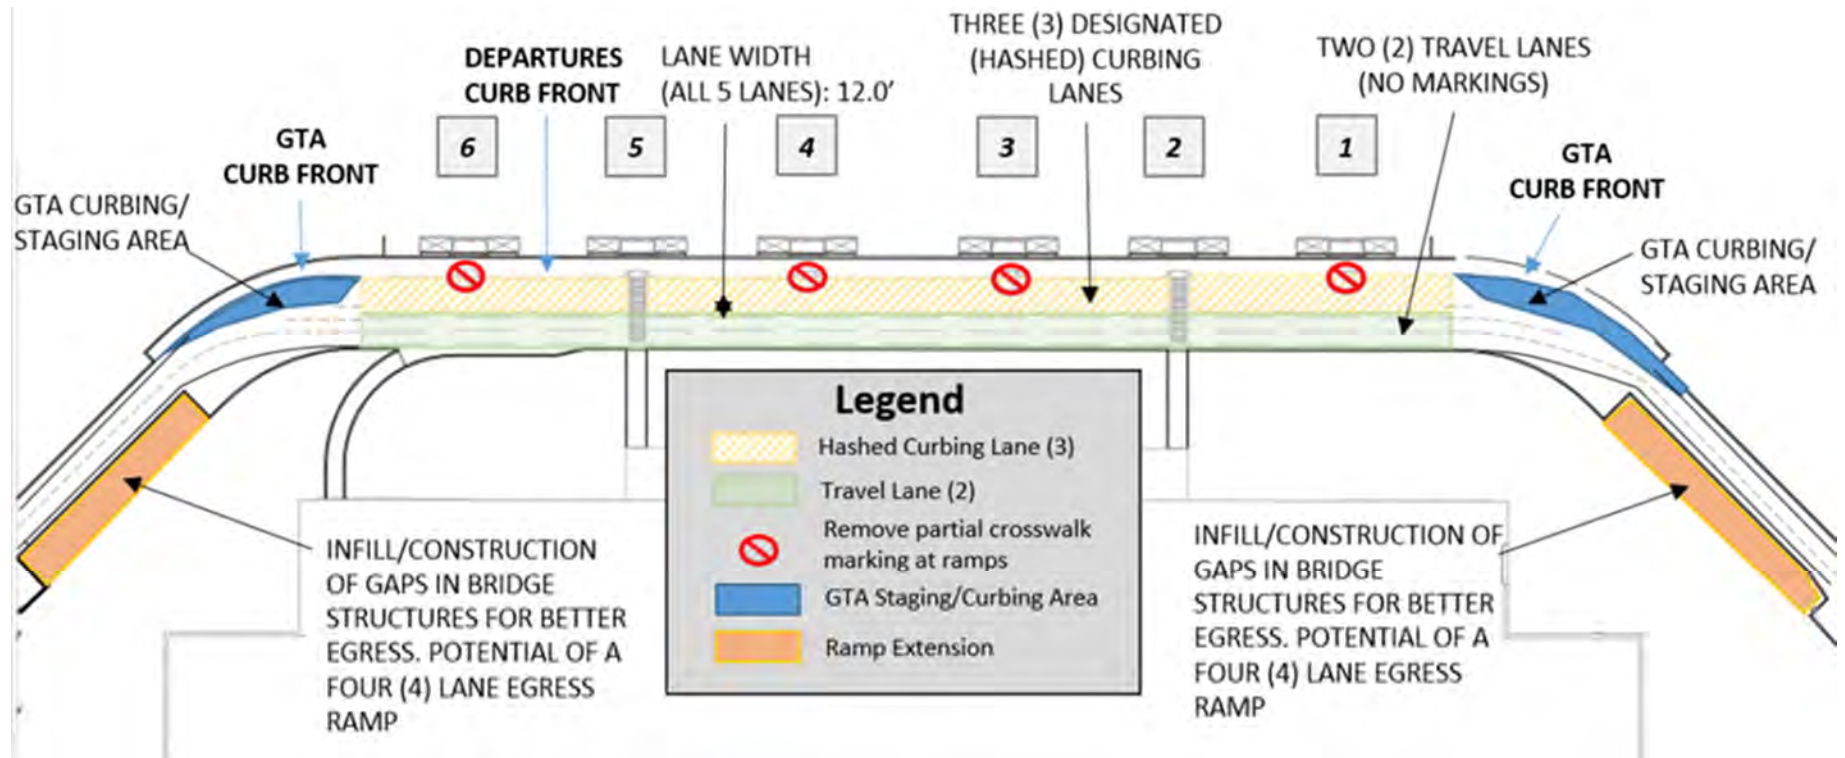 DEPARTURES
CURB FRONT
LANE WIDTH
(ALL 5 LANES): 12.0’
THREE (3) DESIGNATED
(HASHED) CURBING
LANES
TWO (2) TRAVEL LANES
(NO MARKINGS)
GTA
CURB FRONT
6
5
4
3
2
1
GTA
CURB FRONT
GTA CURBING/
STAGING AREA
GTA CURBING/
STAGING AREA
Legend
Hashed Curbing Lane (3)
Travel Lane (2)
Remove partial crosswalk
marking at ramps
GTA Staging/Curbing Area
Ramp Extension
INFILL/CONSTRUCTION
OF GAPS IN BRIDGE
STRUCTURES FOR BETTER
EGRESS. POTENTIAL OF A
FOUR (4) LANE EGRESS
RAMP
INFILL/CONSTRUCTION OF
GAPS IN BRIDGE
STRUCTURES FOR BETTER
EGRESS. POTENTIAL OF A
FOUR (4) LANE EGRESS
RAMP